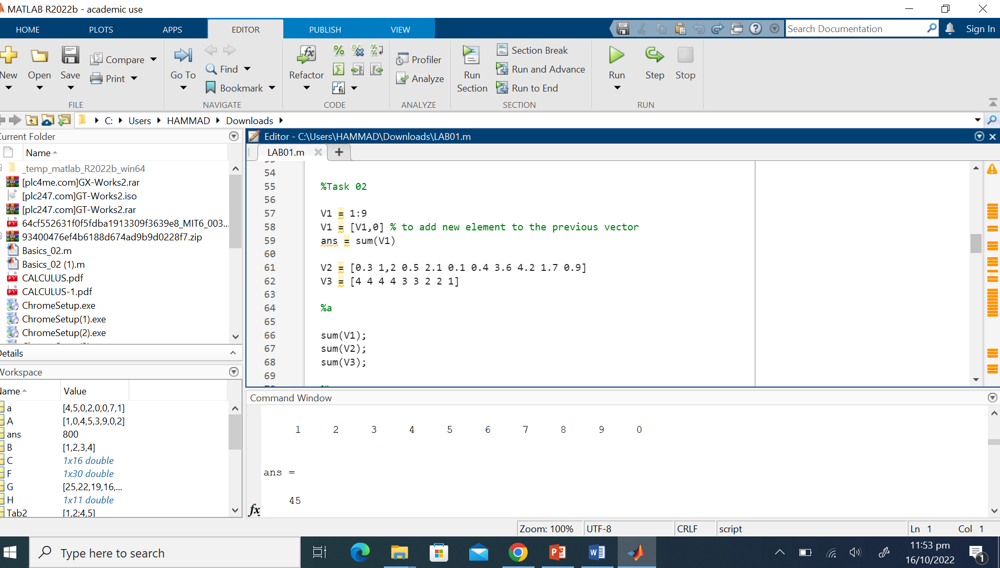 MATLAB R2022b - academic use
HOME PLOTS APPS EDITOR PUBLISH VIEW Search Documentation Sign In
New Open Save Compare Print
FILE
Go To Find Bookmark
NAVIGATE
Refactor
CODE
Profiler
Analyze
ANALYZE
Run Section
Section Break
Run and Advance
Run to End
SECTION
Run Step Stop
RUN
C: Users HAMMAD Downloads
Current Folder
Name
_temp_matlab_R2022b_win64
[plc4me.com]GX-Works2.rar
[plc247.com]GT-Works2.iso
[plc247.com]GT-Works2.rar
64cf552631f0f5fdba1913309f3639e8_MIT6_003...
93400476ef4b6188d674ad9b9d0228f7.zip
Basics_02.m
Basics_02 (1).m
CALCULUS.pdf
CALCULUS-1.pdf
ChromeSetup.exe
ChromeSetup(1).exe
ChromeSetup(2).exe
Details
Workspace
Name Value
a [4,5,0,2,0,0,7,1]
A [1,0,4,5,3,9,0,2]
ans 800
B [1,2,3,4]
C 1x16 double
F 1x30 double
G [25,22,19,16,...
H 1x11 double
Tab2 [1,2;4,5]
Editor - C:\Users\HAMMAD\Downloads\LAB01.m
LAB01.m
54
55 %Task 02
56
57 V1 = 1:9
58 V1 = [V1,0] % to add new element to the previous vector
59 ans = sum(V1)
60
61 V2 = [0.3 1,2 0.5 2.1 0.1 0.4 3.6 4.2 1.7 0.9]
62 V3 = [4 4 4 4 3 3 2 2 1]
63
64 %a
65
66 sum(V1);
67 sum(V2);
68 sum(V3);
69
Command Window
1 2 3 4 5 6 7 8 9 0
ans =
45
fx
Zoom: 100% UTF-8 CRLF script Ln 1 Col 1
Type here to search
11:53 pm
16/10/2022
1